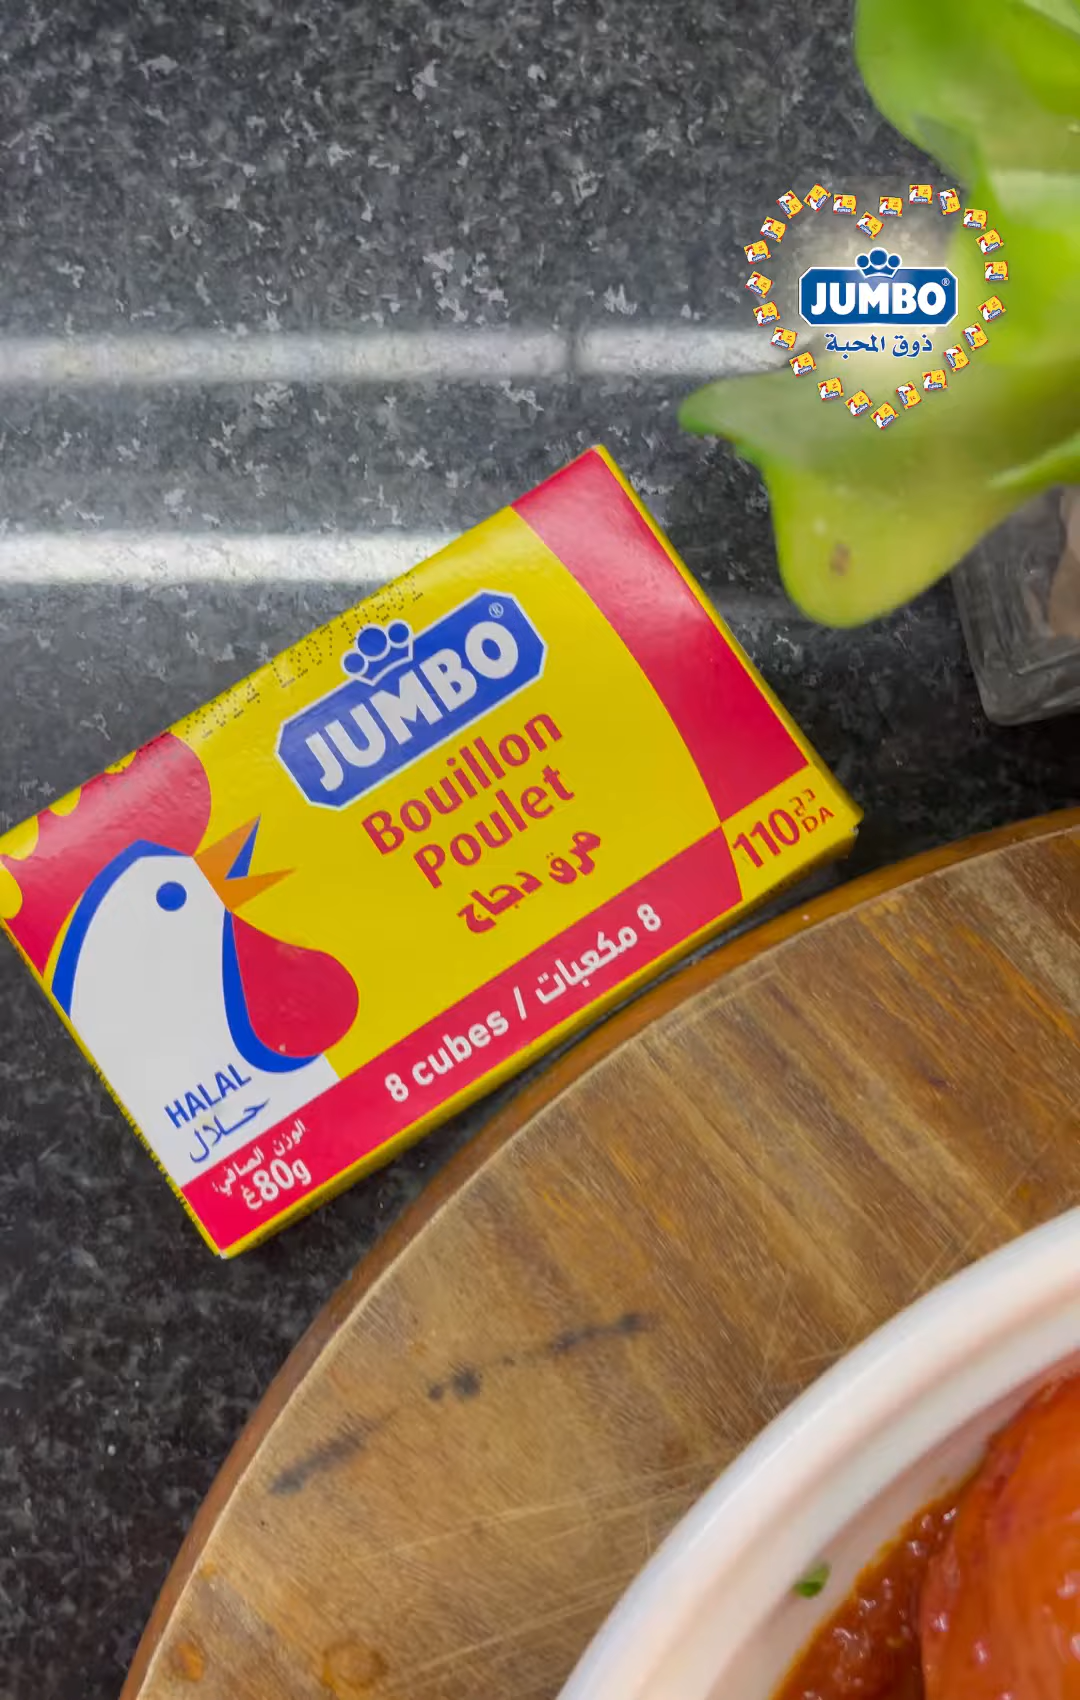 JUMBO®
ذوق المحبة
JUMBO®
Bouillon
Poulet
مرق دجاج
110 دج DA
8 cubes / 8 مكعبات
HALAL
حلال
الوزن الصافي:
80g غ